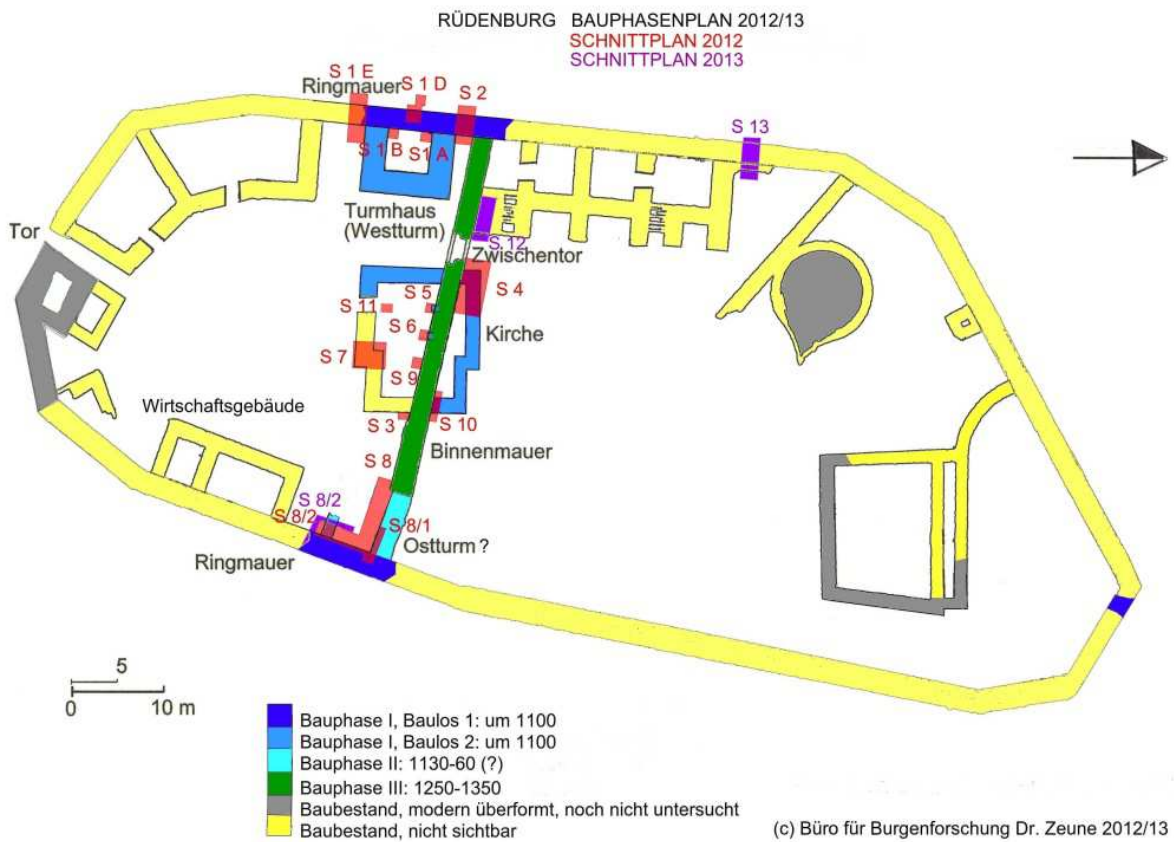 RÜDENBURG BAUPHASENPLAN 2012/13
SCHNITTPLAN 2012
SCHNITTPLAN 2013
S 1 E
Ringmauer
S 1 D
S 2
S 13
S 1 B
S1 A
Turmhaus
(Westturm)
Tor
S 12
Zwischentor
S 5
S 4
S 11
S 6
Kirche
S 7
S 9
Wirtschaftsgebäude
S 3
S 10
Binnenmauer
S 8
S 8/2
S 8/2
S 8/1
Ostturm ?
Ringmauer
5
0 10 m
Bauphase I, Baulos 1: um 1100
Bauphase I, Baulos 2: um 1100
Bauphase II: 1130-60 (?)
Bauphase III: 1250-1350
Baubestand, modern überformt, noch nicht untersucht
Baubestand, nicht sichtbar
(c) Büro für Burgenforschung Dr. Zeune 2012/13